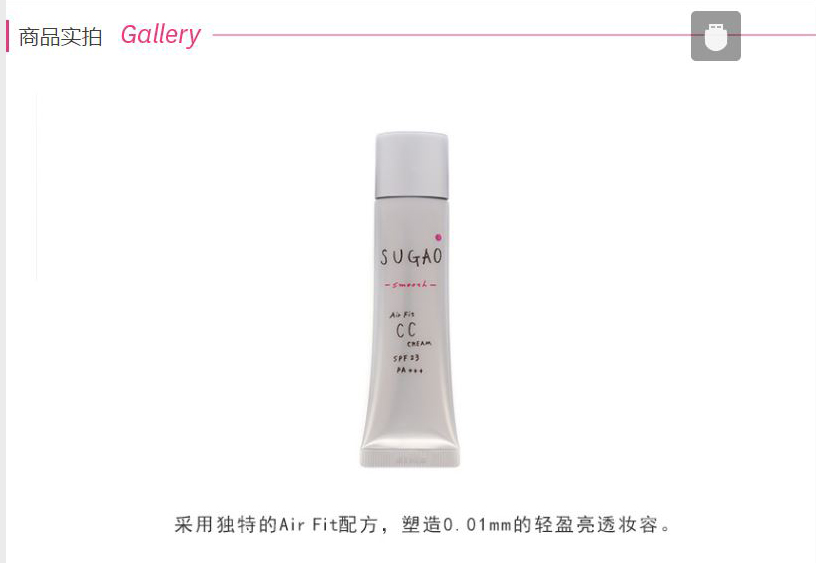 商品实拍 Gallery
SUGAO
-smooth-
Air Fit
CC
CREAM
SPF 23
PA+++
采用独特的Air Fit配方，塑造0.01mm的轻盈亮透妆容。